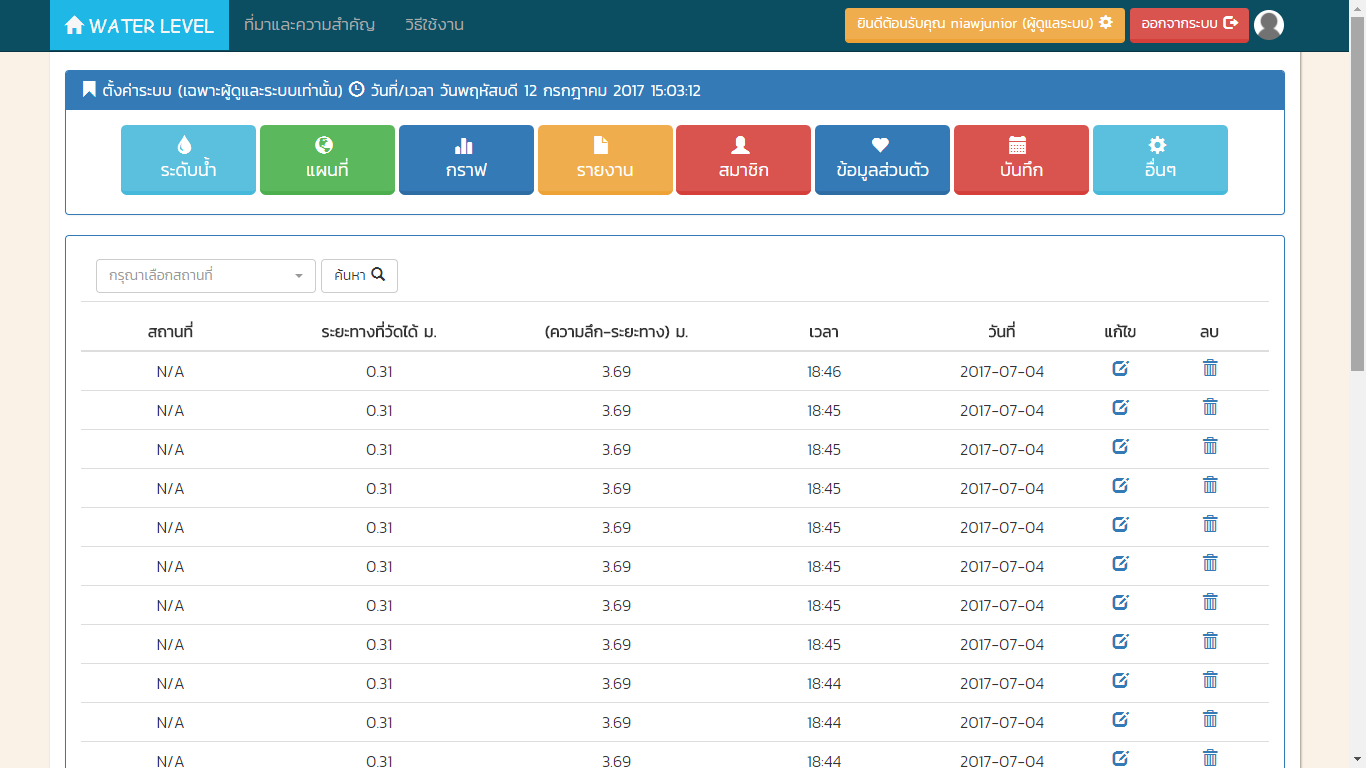 WATER LEVEL ที่มาและความสำคัญ วิธีใช้งาน ยินดีต้อนรับคุณ niawjunior (ผู้ดูแลระบบ) ออกจากระบบ
ตั้งค่าระบบ (เฉพาะผู้ดูและระบบเท่านั้น) วันที่/เวลา วันพฤหัสบดี 12 กรกฎาคม 2017 15:03:12
ระดับน้ำ แผนที่ กราฟ รายงาน สมาชิก ข้อมูลส่วนตัว บันทึก อื่นๆ
กรุณาเลือกสถานที่ ค้นหา
สถานที่ ระยะทางที่วัดได้ ม. (ความลึก-ระยะทาง) ม. เวลา วันที่ แก้ไข ลบ
N/A 0.31 3.69 18:46 2017-07-04
N/A 0.31 3.69 18:45 2017-07-04
N/A 0.31 3.69 18:45 2017-07-04
N/A 0.31 3.69 18:45 2017-07-04
N/A 0.31 3.69 18:45 2017-07-04
N/A 0.31 3.69 18:45 2017-07-04
N/A 0.31 3.69 18:45 2017-07-04
N/A 0.31 3.69 18:45 2017-07-04
N/A 0.31 3.69 18:44 2017-07-04
N/A 0.31 3.69 18:44 2017-07-04
N/A 0.31 3.69 18:44 2017-07-04